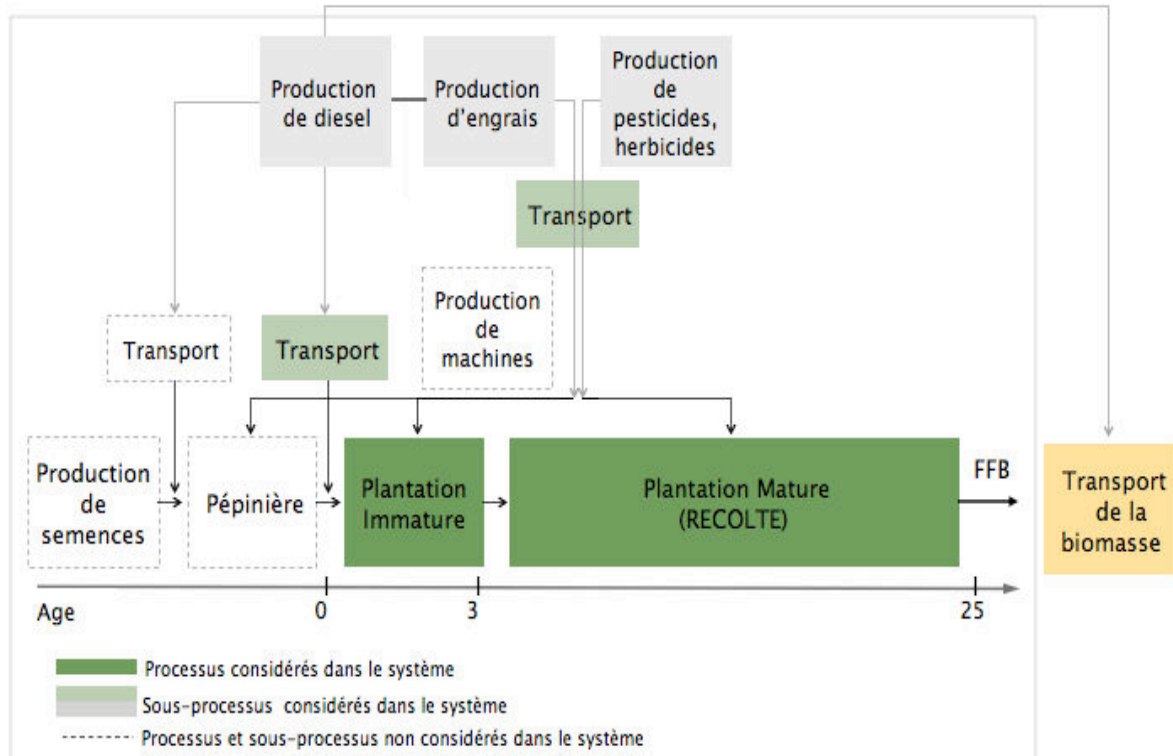 Production
de diesel
Production
d'engrais
Production
de
pesticides,
herbicides
Transport
Production
de
machines
Transport
Transport
Production
de
semences
Pépinière
Plantation
Immature
Plantation Mature
(RECOLTE)
FFB
Transport
de la
biomasse
Age
0
3
25
Processus considérés dans le système
Sous-processus considérés dans le système
Processus et sous-processus non considérés dans le système